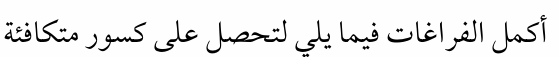 أكمل الفراغات فيما يلي لتحصل على كسور متكافئة